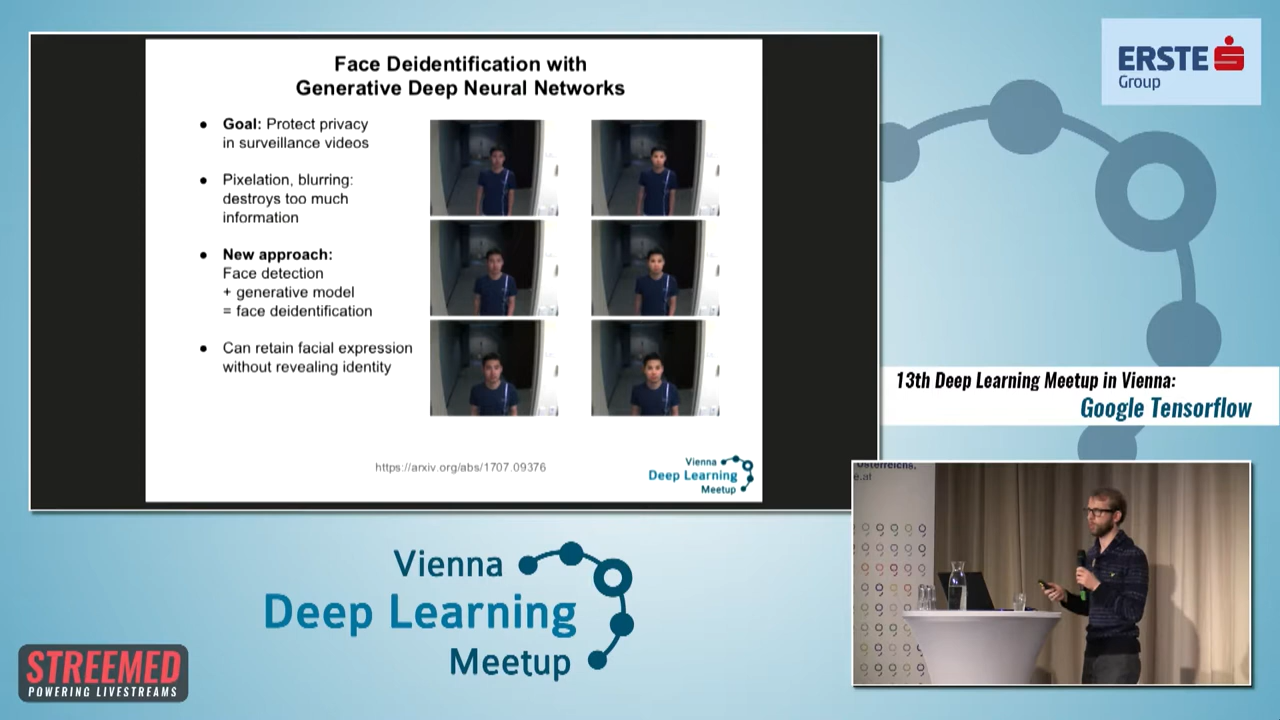 Face Deidentification with
Generative Deep Neural Networks
● Goal: Protect privacy
in surveillance videos
● Pixelation, blurring:
destroys too much
information
● New approach:
Face detection
+ generative model
= face deidentification
● Can retain facial expression
without revealing identity
https://arxiv.org/abs/1707.09376
Vienna
Deep Learning
Meetup
ERSTE
Group
13th Deep Learning Meetup in Vienna:
Google Tensorflow
österreichs.
e.at
Vienna
Deep Learning
Meetup
STREEMED
POWERING LIVESTREAMS